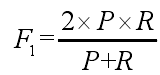 F₁ = 2×P×R / P+R